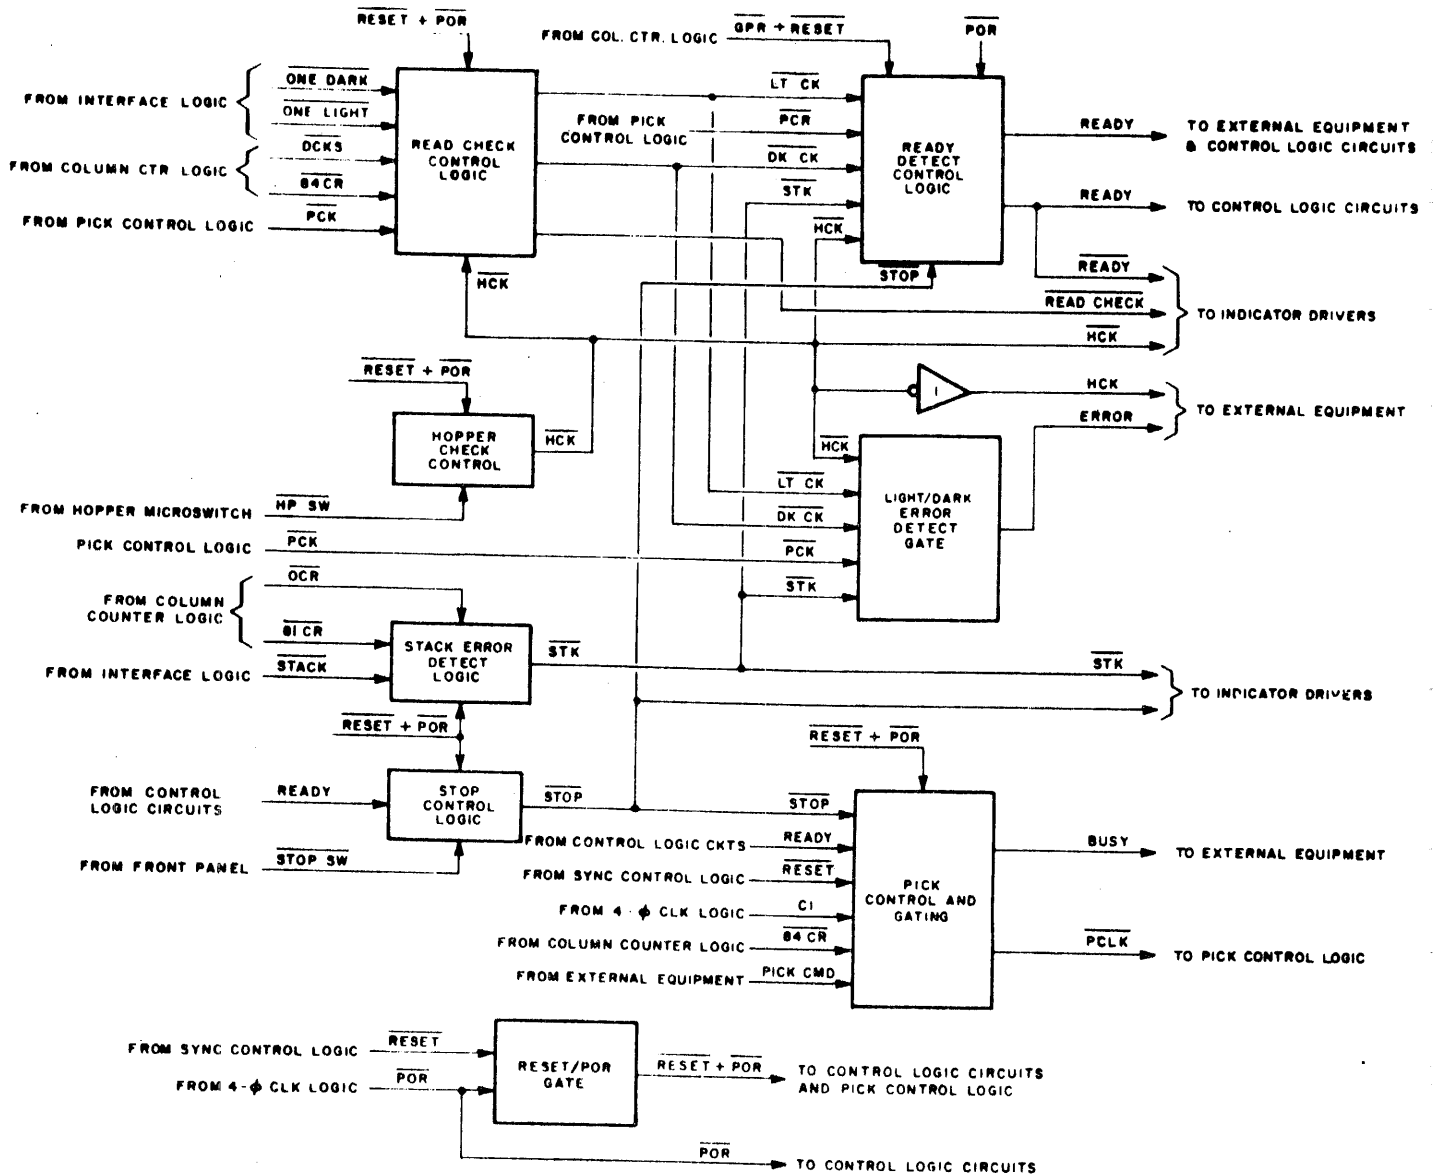 RESET + POR
FROM COL. CTR. LOGIC
GPR + RESET
POR
FROM INTERFACE LOGIC
ONE DARK
ONE LIGHT
FROM COLUMN CTR LOGIC
DCKS
84CR
FROM PICK CONTROL LOGIC
PCK
READ CHECK
CONTROL
LOGIC
HCK
LT CK
FROM PICK
CONTROL LOGIC
PCR
DK CK
STK
HCK
STOP
READY
DETECT
CONTROL
LOGIC
READY
TO EXTERNAL EQUIPMENT
& CONTROL LOGIC CIRCUITS
READY
TO CONTROL LOGIC CIRCUITS
READY
READ CHECK
HCK
TO INDICATOR DRIVERS
RESET + POR
HOPPER
CHECK
CONTROL
HCK
I
HCK
ERROR
TO EXTERNAL EQUIPMENT
FROM HOPPER MICROSWITCH
HP SW
PICK CONTROL LOGIC
PCK
HCK
LT CK
DK CK
PCK
STK
LIGHT/DARK
ERROR
DETECT
GATE
FROM COLUMN
COUNTER LOGIC
OCR
81 CR
FROM INTERFACE LOGIC
STACK
STACK ERROR
DETECT
LOGIC
STK
STK
TO INDICATOR DRIVERS
RESET + POR
FROM CONTROL
LOGIC CIRCUITS
READY
STOP
CONTROL
LOGIC
STOP
FROM FRONT PANEL
STOP SW
RESET + POR
STOP
FROM CONTROL LOGIC CKTS
READY
FROM SYNC CONTROL LOGIC
RESET
FROM 4-ϕ CLK LOGIC
C1
FROM COLUMN COUNTER LOGIC
84 CR
FROM EXTERNAL EQUIPMENT
PICK CMD
PICK
CONTROL AND
GATING
BUSY
TO EXTERNAL EQUIPMENT
PCLK
TO PICK CONTROL LOGIC
FROM SYNC CONTROL LOGIC
RESET
FROM 4-ϕ CLK LOGIC
POR
RESET/POR
GATE
RESET + POR
TO CONTROL LOGIC CIRCUITS
AND PICK CONTROL LOGIC
POR
TO CONTROL LOGIC CIRCUITS